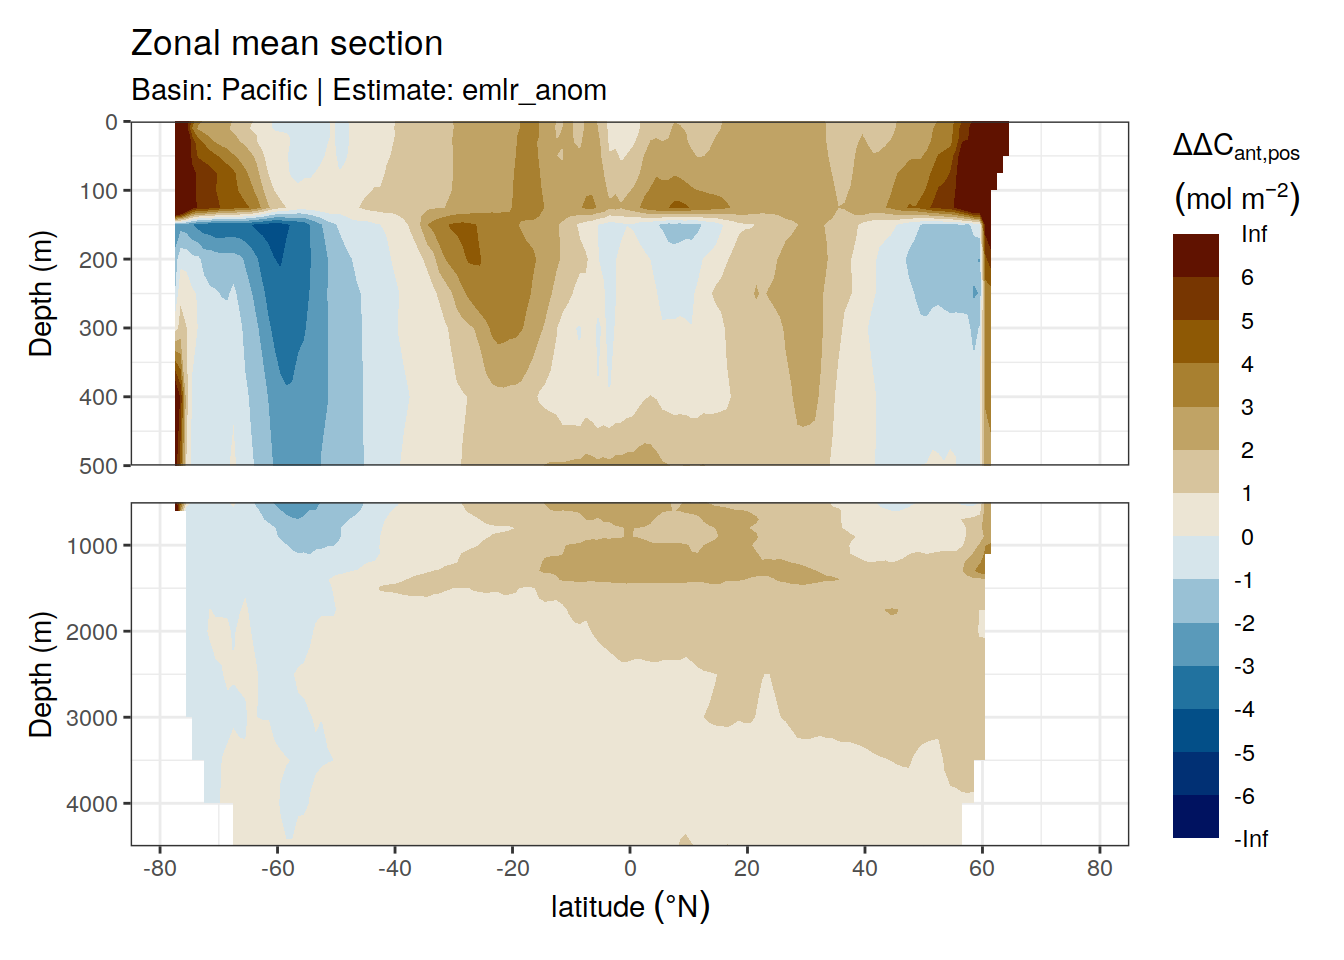 Zonal mean section
Basin: Pacific | Estimate: emlr_anom
0
100
200
300
400
500
Depth (m)
1000
2000
3000
4000
Depth (m)
-80 -60 -40 -20 0 20 40 60 80
latitude (°N)
ΔΔC_ant,pos
(mol m⁻²)
Inf
6
5
4
3
2
1
0
-1
-2
-3
-4
-5
-6
-Inf